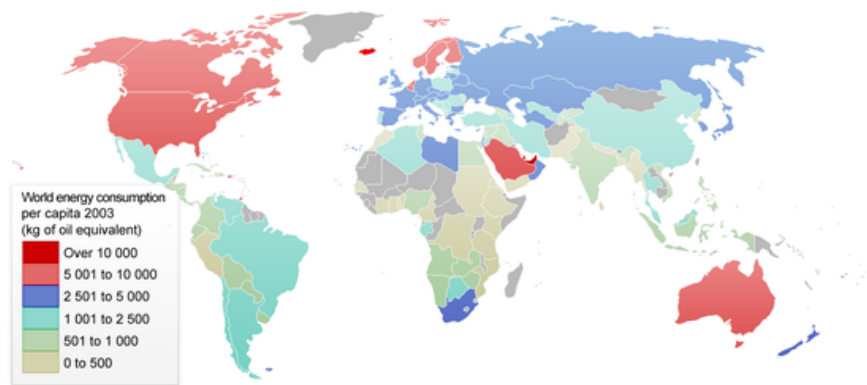 World energy consumption
per capita 2003
(kg of oil equivalent)
Over 10 000
5 001 to 10 000
2 501 to 5 000
1 001 to 2 500
501 to 1 000
0 to 500